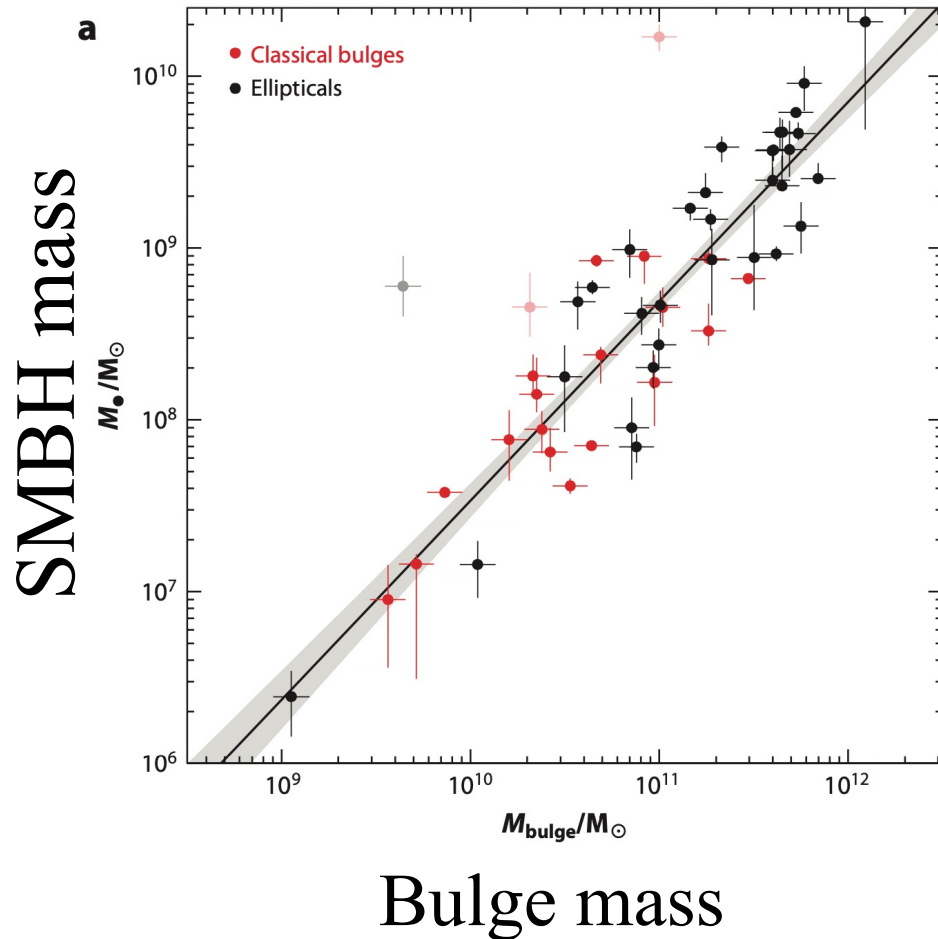 a
Classical bulges
Ellipticals
SMBH mass
M●/M⊙
10¹⁰
10⁹
10⁸
10⁷
10⁶
10⁹
10¹⁰
10¹¹
10¹²
Mbulge/M⊙
Bulge mass